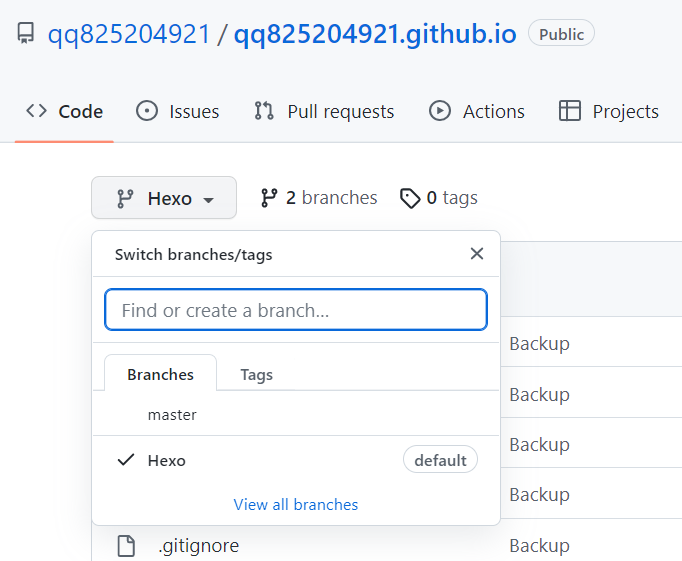 qq825204921 / qq825204921.github.io Public
Code Issues Pull requests Actions Projects
Hexo 2 branches 0 tags
Switch branches/tags
Find or create a branch...
Branches Tags
master
Hexo default
View all branches
Backup
Backup
Backup
Backup
.gitignore Backup